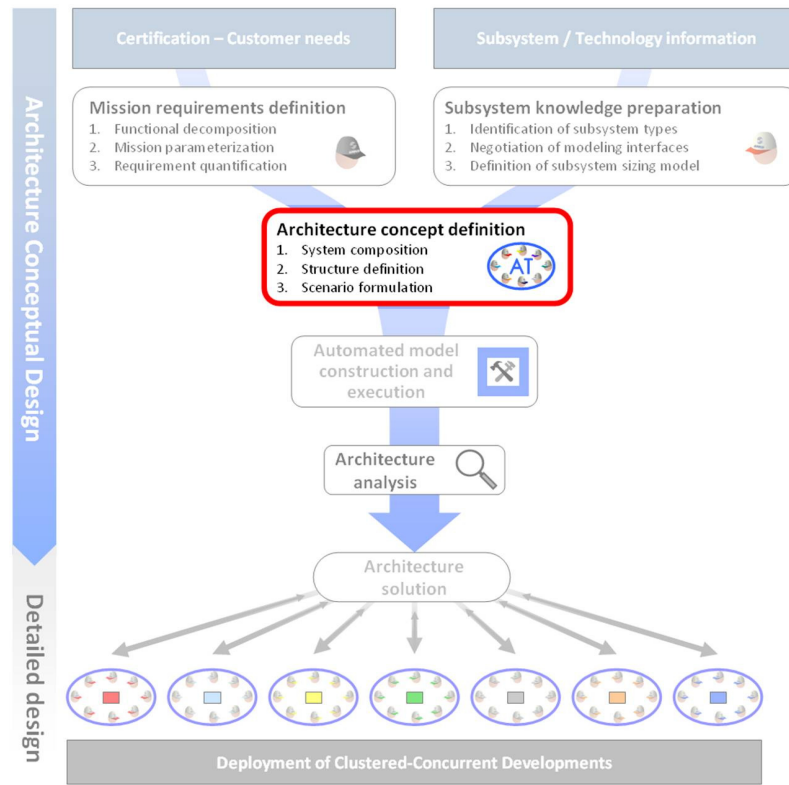 Certification – Customer needs
Subsystem / Technology information
Mission requirements definition
1. Functional decomposition
2. Mission parameterization
3. Requirement quantification
Subsystem knowledge preparation
1. Identification of subsystem types
2. Negotiation of modeling interfaces
3. Definition of subsystem sizing model
Architecture concept definition
1. System composition
2. Structure definition
3. Scenario formulation
AT
Automated model
construction and
execution
Architecture
analysis
Architecture
solution
Architecture Conceptual Design
Detailed design
Deployment of Clustered-Concurrent Developments